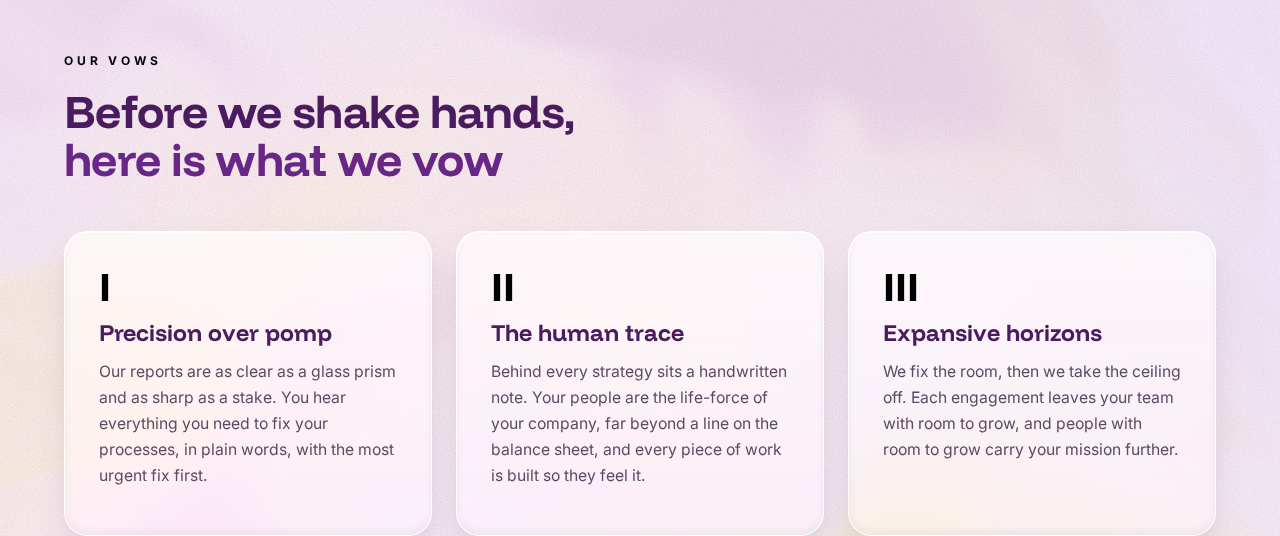 OUR VOWS
Before we shake hands,
here is what we vow
I
Precision over pomp
Our reports are as clear as a glass prism
and as sharp as a stake. You hear
everything you need to fix your
processes, in plain words, with the most
urgent fix first.
II
The human trace
Behind every strategy sits a handwritten
note. Your people are the life-force of
your company, far beyond a line on the
balance sheet, and every piece of work
is built so they feel it.
III
Expansive horizons
We fix the room, then we take the ceiling
off. Each engagement leaves your team
with room to grow, and people with
room to grow carry your mission further.